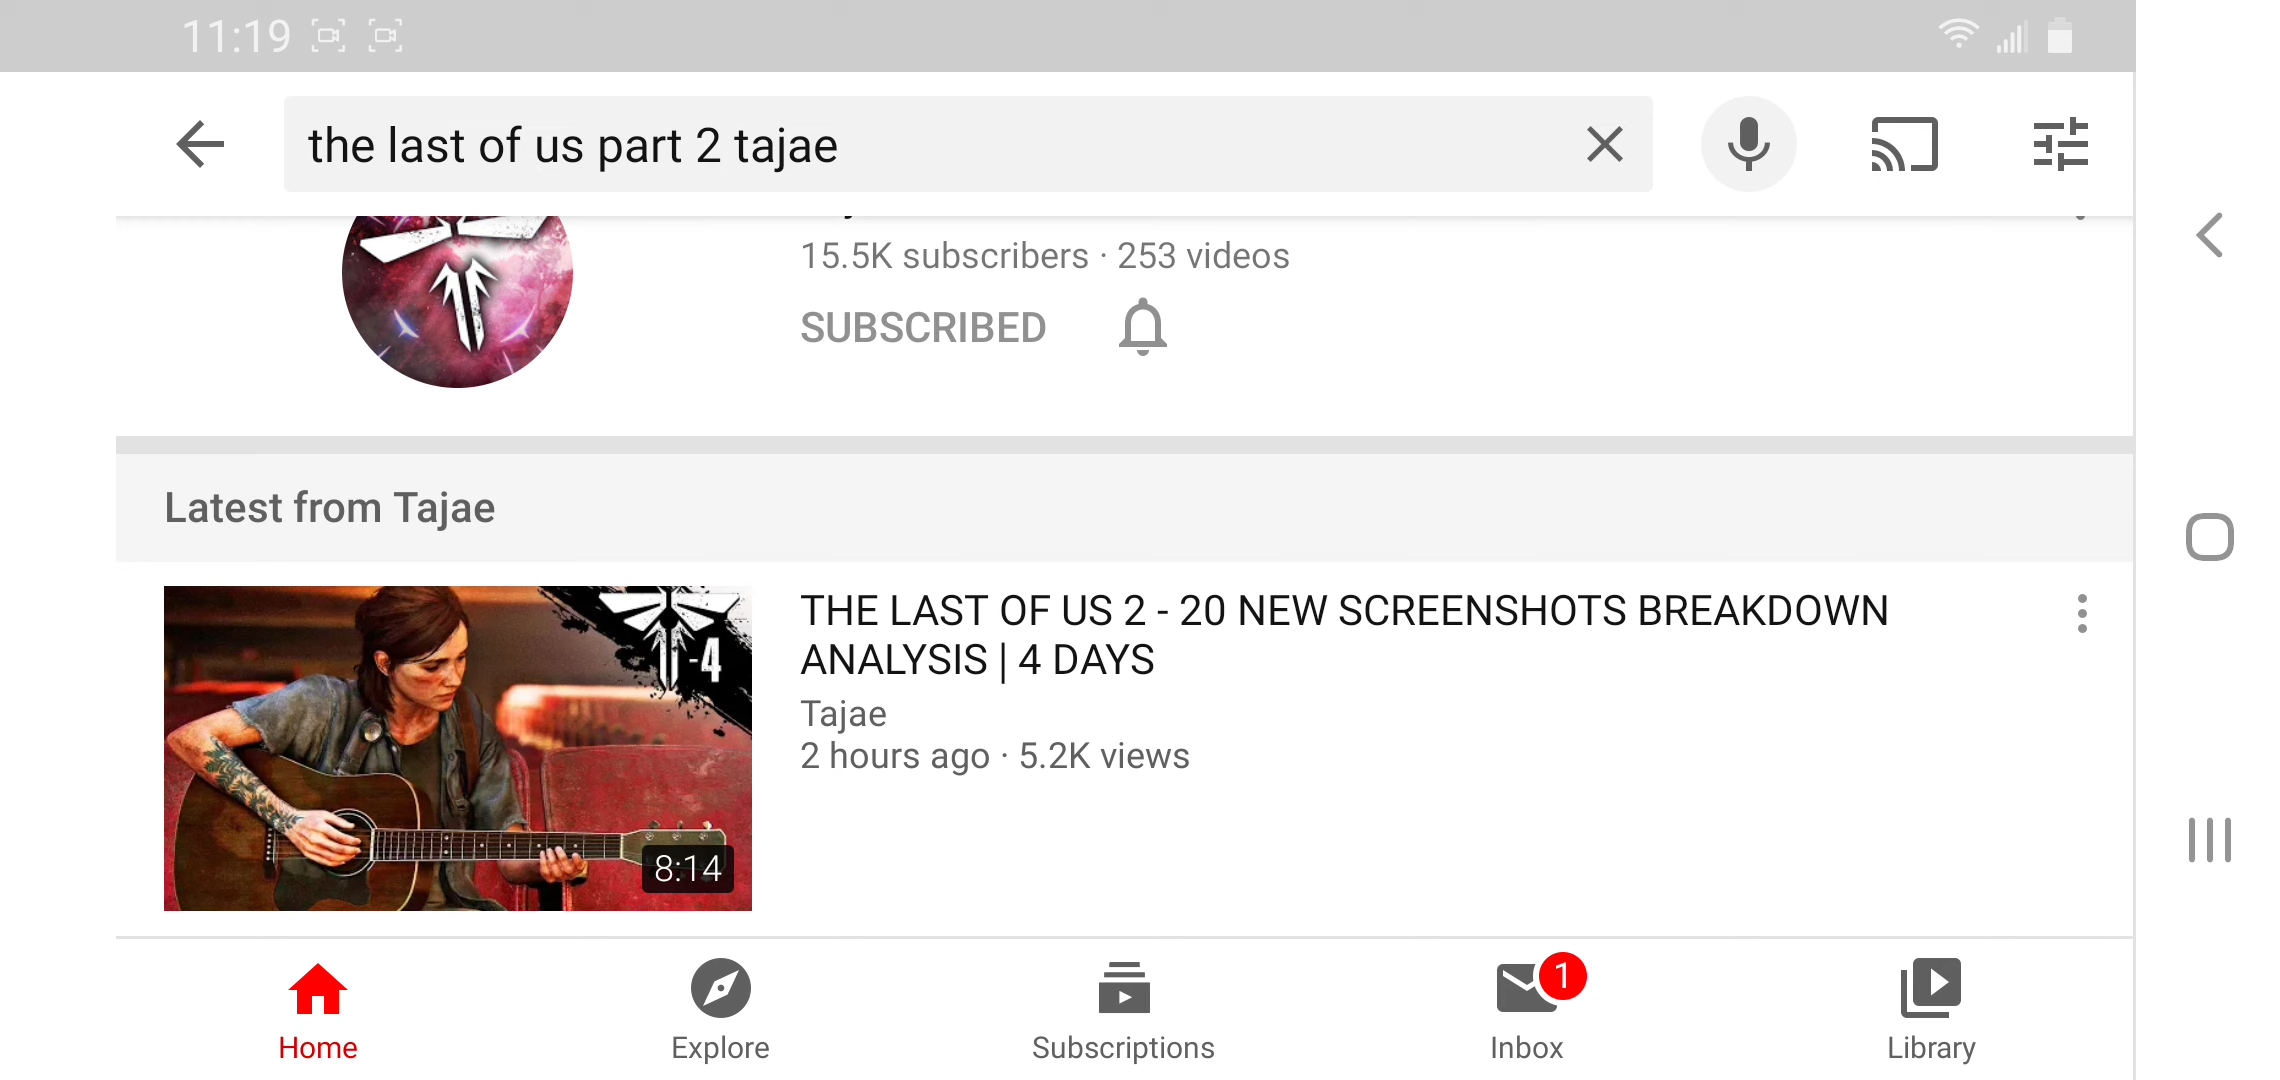 11:19
the last of us part 2 tajae
15.5K subscribers · 253 videos
SUBSCRIBED
Latest from Tajae
-4
8:14
THE LAST OF US 2 - 20 NEW SCREENSHOTS BREAKDOWN
ANALYSIS | 4 DAYS
Tajae
2 hours ago · 5.2K views
1
Home
Explore
Subscriptions
Inbox
Library